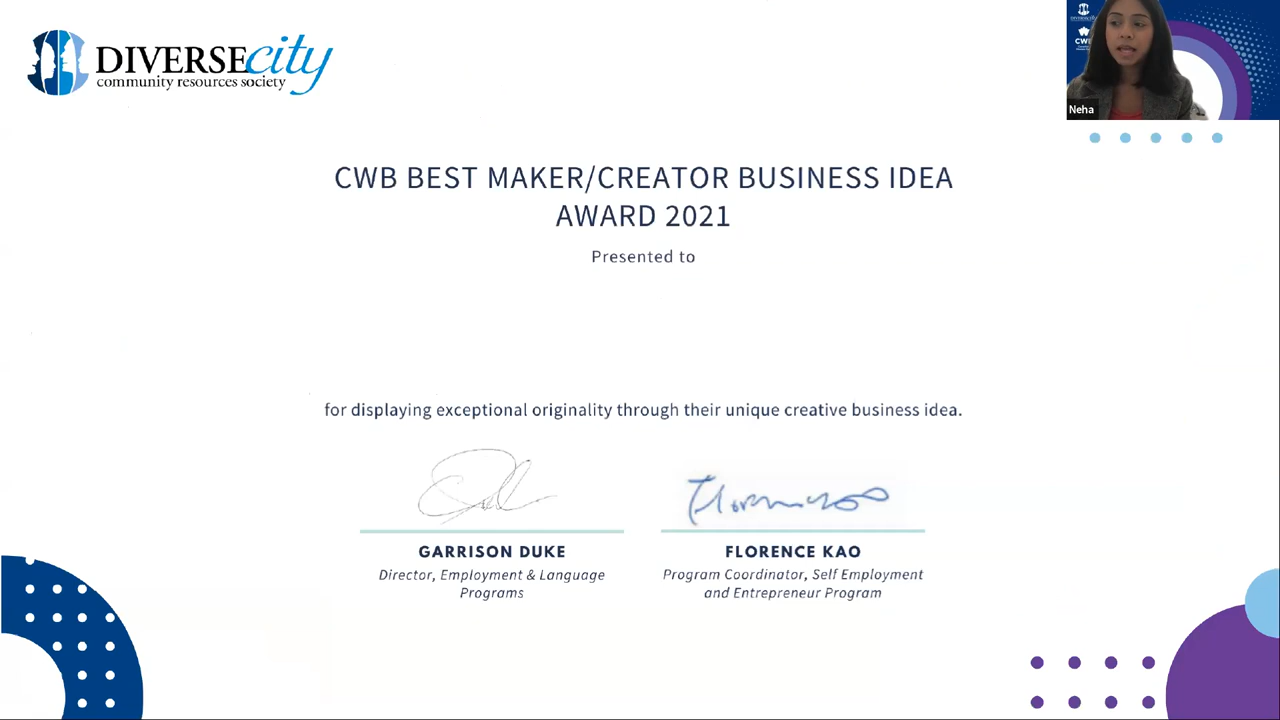 DIVERSEcity
community resources society
Neha
CWB BEST MAKER/CREATOR BUSINESS IDEA
AWARD 2021
Presented to
for displaying exceptional originality through their unique creative business idea.
GARRISON DUKE
Director, Employment & Language
Programs
FLORENCE KAO
Program Coordinator, Self Employment
and Entrepreneur Program